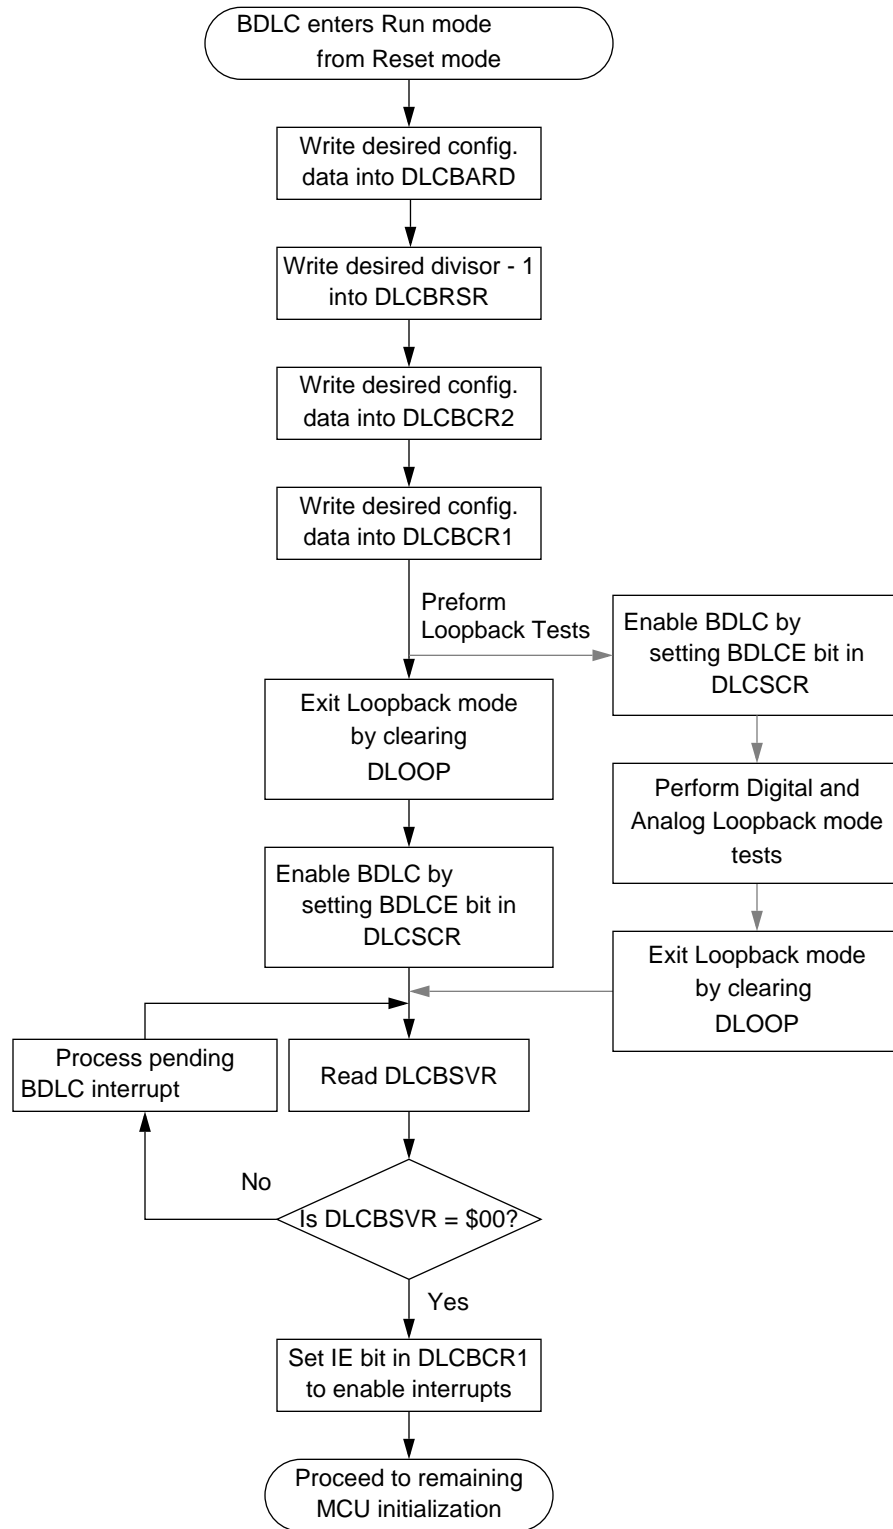 BDLC enters Run mode
from Reset mode
Write desired config.
data into DLCBARD
Write desired divisor - 1
into DLCBRSR
Write desired config.
data into DLCBCR2
Write desired config.
data into DLCBCR1
Preform
Loopback Tests
Enable BDLC by
setting BDLCE bit in
DLCSCR
Exit Loopback mode
by clearing
DLOOP
Perform Digital and
Analog Loopback mode
tests
Enable BDLC by
setting BDLCE bit in
DLCSCR
Exit Loopback mode
by clearing
DLOOP
Process pending
BDLC interrupt
Read DLCBSVR
No
Is DLCBSVR = $00?
Yes
Set IE bit in DLCBCR1
to enable interrupts
Proceed to remaining
MCU initialization